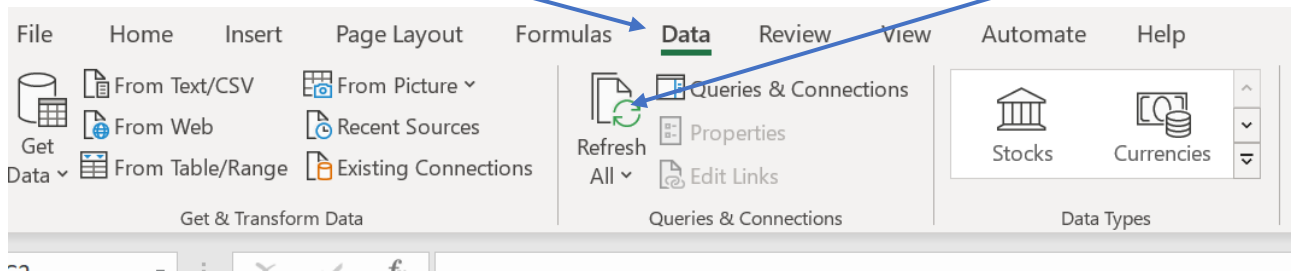 File Home Insert Page Layout Formulas Data Review View Automate Help
Get Data
From Text/CSV
From Web
From Table/Range
From Picture
Recent Sources
Existing Connections
Get & Transform Data
Refresh All
Queries & Connections
Properties
Edit Links
Queries & Connections
Stocks
Currencies
Data Types